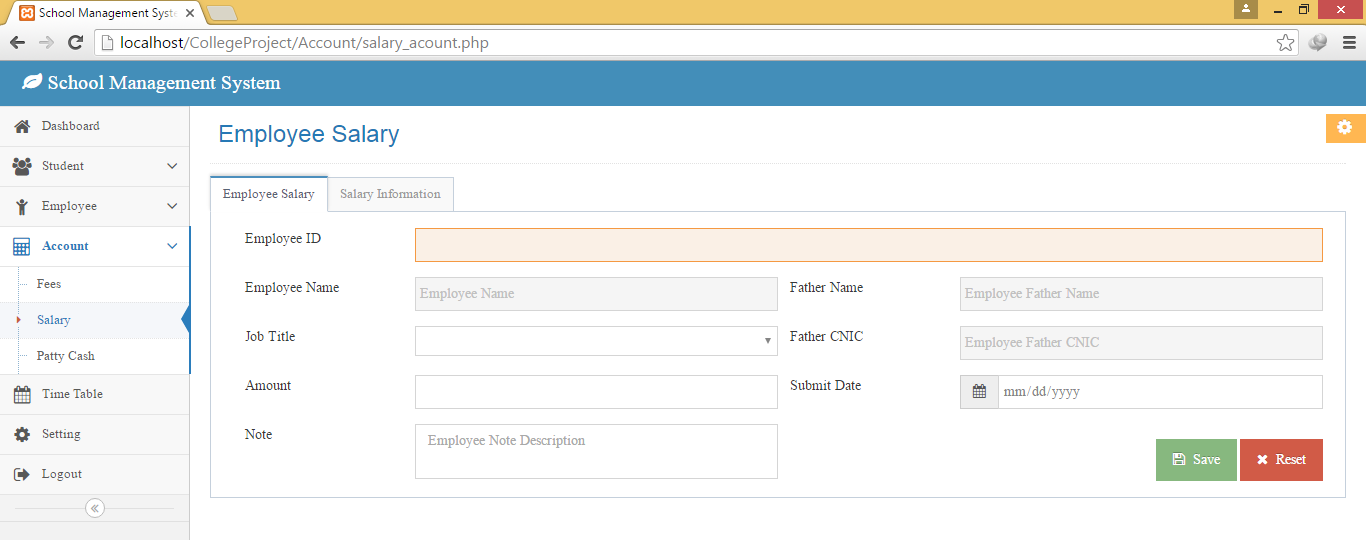 School Management Syste
localhost/CollegeProject/Account/salary_acount.php
School Management System
Dashboard
Student
Employee
Account
Fees
Salary
Patty Cash
Time Table
Setting
Logout
Employee Salary
Employee Salary Salary Information
Employee ID
Employee Name Employee Name Father Name Employee Father Name
Job Title Father CNIC Employee Father CNIC
Amount Submit Date mm/dd/yyyy
Note Employee Note Description
Save Reset